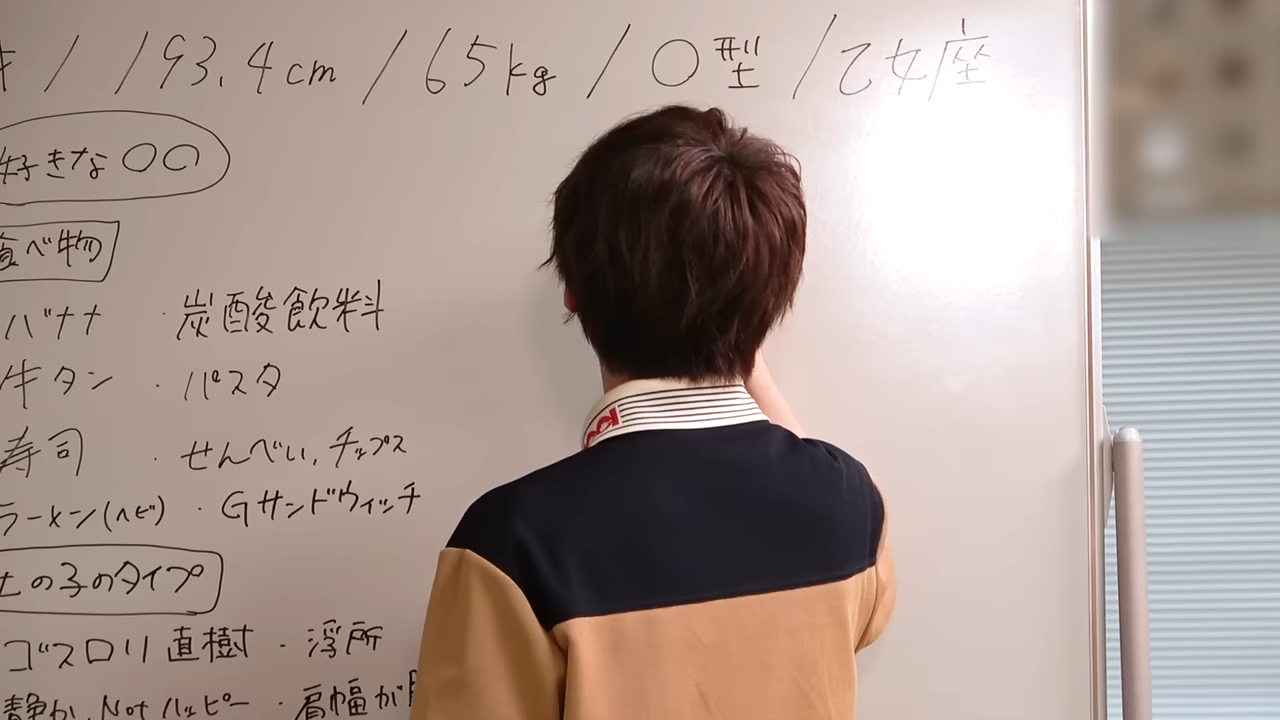 / 193.4cm / 65kg / O型 / 乙女座
好きな〇〇
食べ物
バナナ ・炭酸飲料
牛タン ・パスタ
寿司 ・せんべい, チップス
ラーメン(ヘビ) ・Gサンドウィッチ
の子のタイプ
ゴスロリ直樹 ・浮所
静か、Not ハッピー ・肩幅が